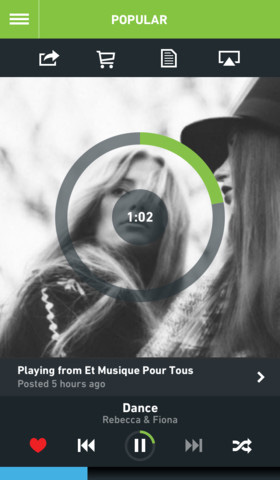 POPULAR
1:02
Playing from Et Musique Pour Tous
Posted 5 hours ago
Dance
Rebecca & Fiona